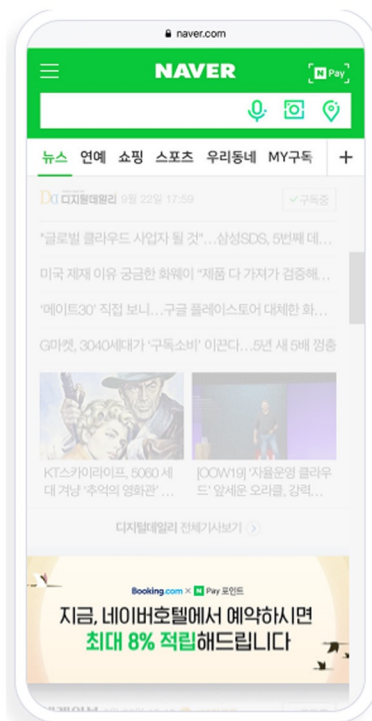 naver.com
NAVER
N Pay
뉴스 연예 쇼핑 스포츠 우리동네 MY구독 +
디지털데일리 9월 22일 17:59 구독중
"글로벌 클라우드 사업자 될 것"…삼성SDS, 5번째 데…
미국 제재 이유 궁금한 화웨이 "제품 다 가져가 검증해…
'메이트30' 직접 보니…구글 플레이스토어 대체한 화…
G마켓, 3040세대가 '구독소비' 이끈다…5년 새 5배 껑충
KT스카이라이프, 5060 세
대 겨냥 '추억의 영화관' …
[OOW19] '자율운영 클라우
드' 앞세운 오라클, 강력…
디지털데일리 전체기사보기
Booking.com × N Pay 포인트
지금, 네이버호텔에서 예약하시면
최대 8% 적립해드립니다